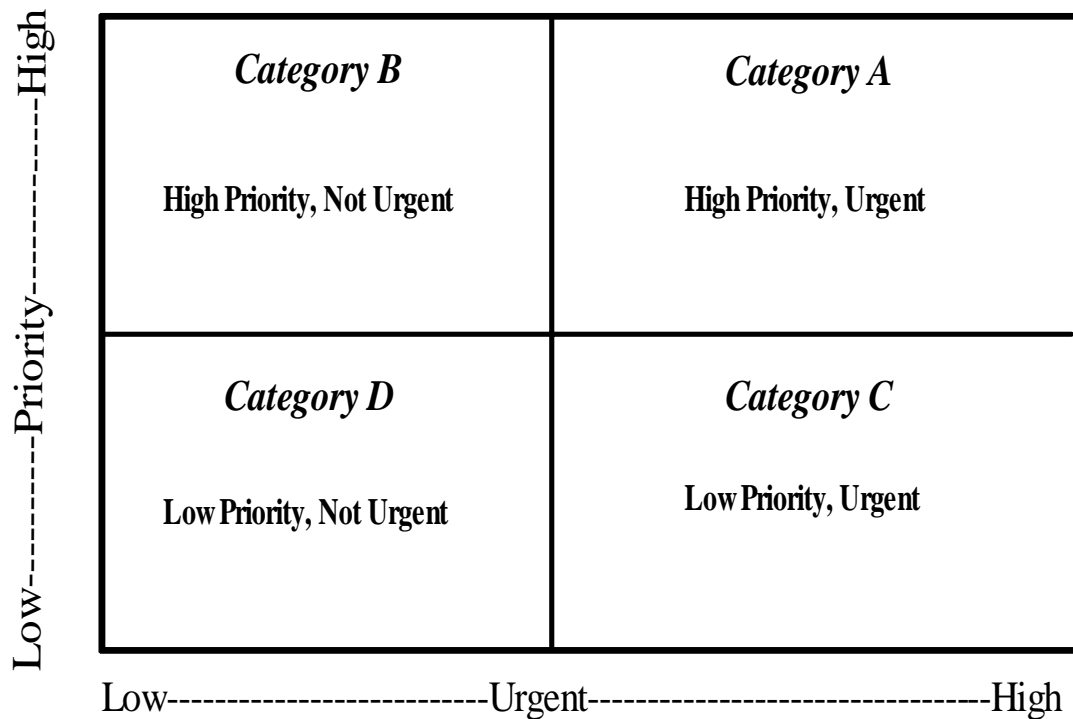 Low-----------Priority---------------------High
Category B
Category A
High Priority, Not Urgent
High Priority, Urgent
Category D
Category C
Low Priority, Not Urgent
Low Priority, Urgent
Low---------------------------Urgent----------------------------------High